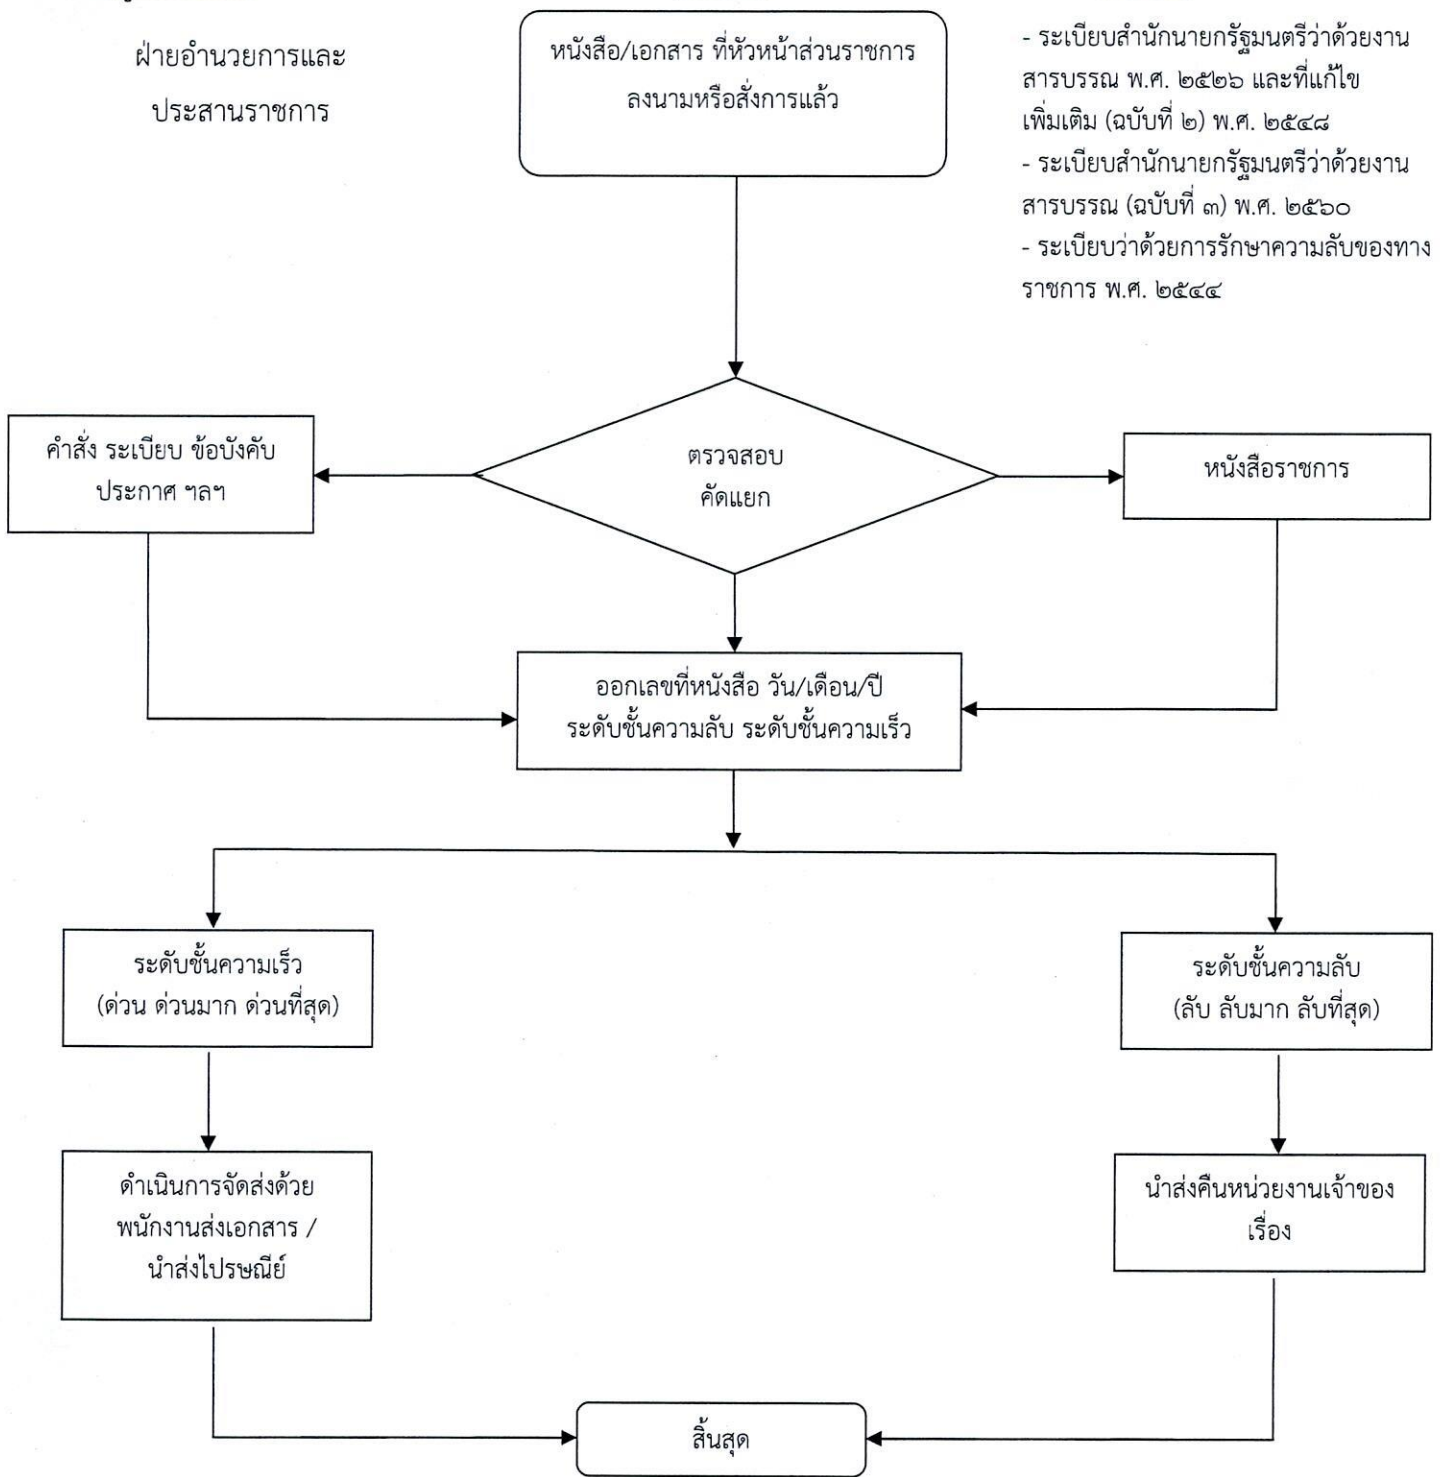 ฝ่ายอำนวยการและ
ประสานราชการ
หนังสือ/เอกสาร ที่หัวหน้าส่วนราชการ
ลงนามหรือสั่งการแล้ว
- ระเบียบสำนักนายกรัฐมนตรีว่าด้วยงาน
สารบรรณ พ.ศ. ๒๕๒๖ และที่แก้ไข
เพิ่มเติม (ฉบับที่ ๒) พ.ศ. ๒๕๔๘
- ระเบียบสำนักนายกรัฐมนตรีว่าด้วยงาน
สารบรรณ (ฉบับที่ ๓) พ.ศ. ๒๕๖๐
- ระเบียบว่าด้วยการรักษาความลับของทาง
ราชการ พ.ศ. ๒๕๔๔
คำสั่ง ระเบียบ ข้อบังคับ
ประกาศ ฯลฯ
ตรวจสอบ
คัดแยก
หนังสือราชการ
ออกเลขที่หนังสือ วัน/เดือน/ปี
ระดับชั้นความลับ ระดับชั้นความเร็ว
ระดับชั้นความเร็ว
(ด่วน ด่วนมาก ด่วนที่สุด)
ระดับชั้นความลับ
(ลับ ลับมาก ลับที่สุด)
ดำเนินการจัดส่งด้วย
พนักงานส่งเอกสาร /
นำส่งไปรษณีย์
นำส่งคืนหน่วยงานเจ้าของ
เรื่อง
สิ้นสุด